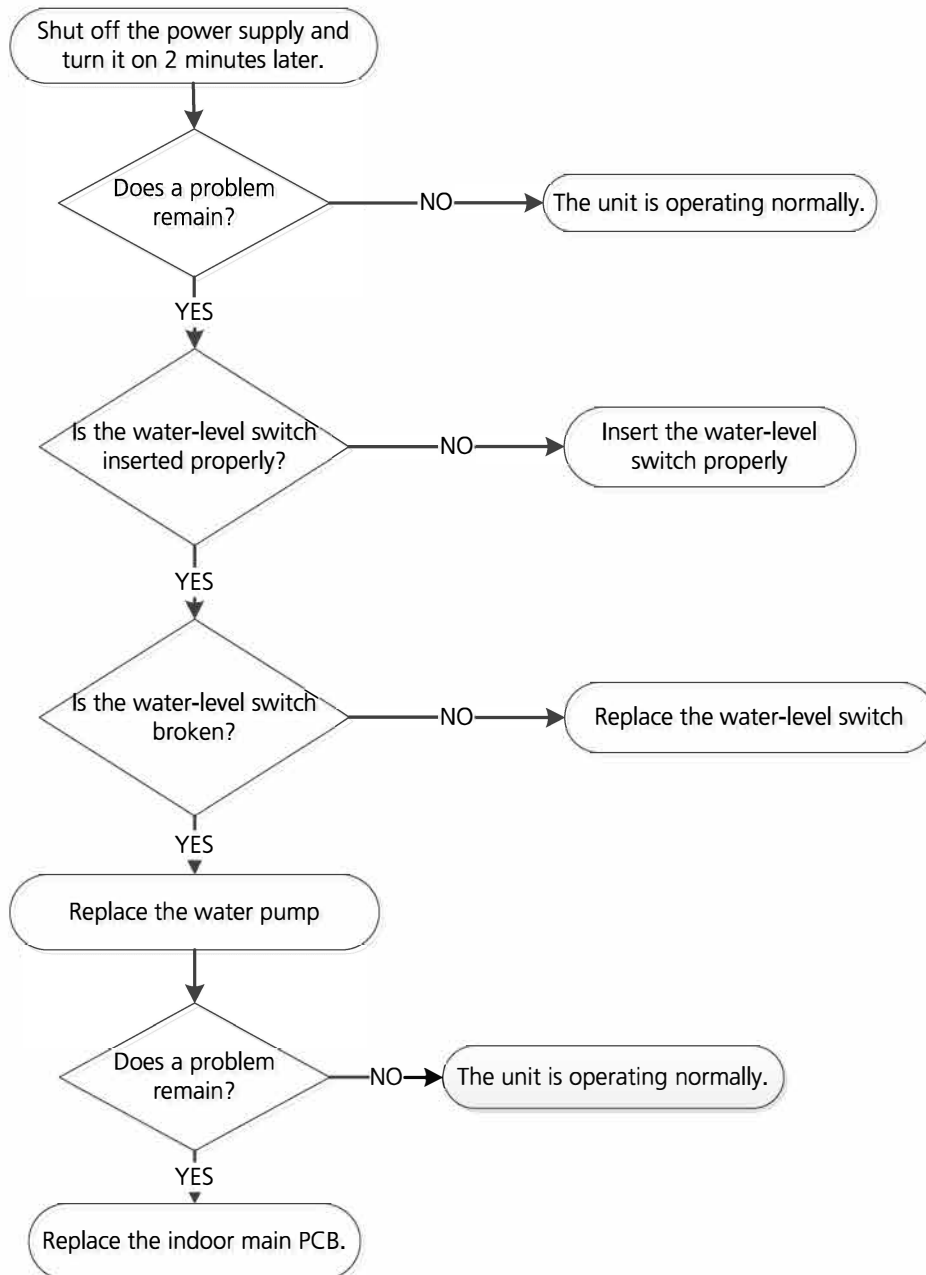 Shut off the power supply and
turn it on 2 minutes later.
Does a problem
remain?
NO
The unit is operating normally.
YES
Is the water-level switch
inserted properly?
NO
Insert the water-level
switch properly
YES
Is the water-level switch
broken?
NO
Replace the water-level switch
YES
Replace the water pump
Does a problem
remain?
NO
The unit is operating normally.
YES
Replace the indoor main PCB.